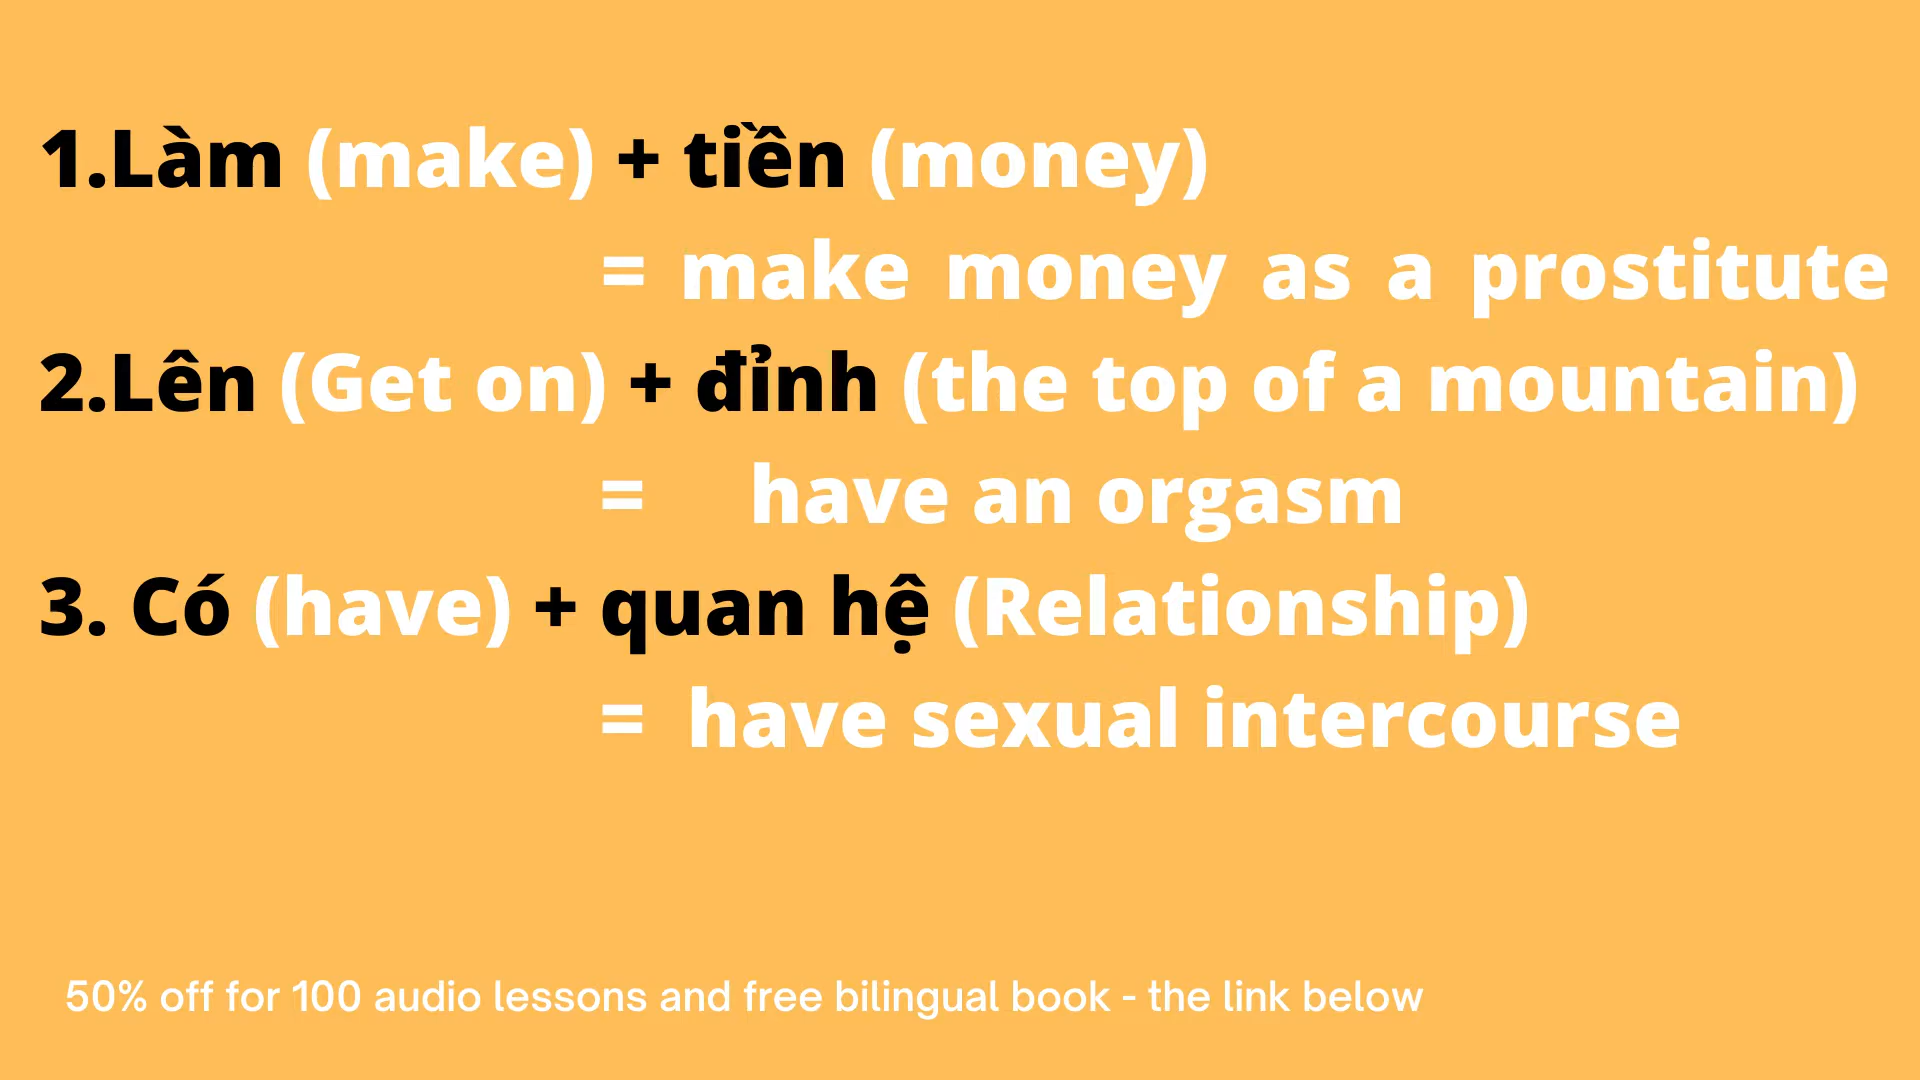 1.Làm (make) + tiền (money)
= make money as a prostitute
2.Lên (Get on) + đỉnh (the top of a mountain)
= have an orgasm
3. Có (have) + quan hệ (Relationship)
= have sexual intercourse
50% off for 100 audio lessons and free bilingual book - the link below